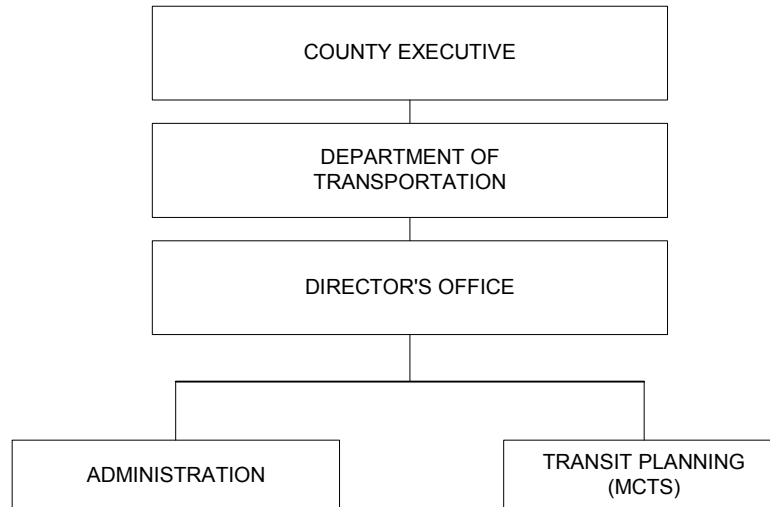 COUNTY EXECUTIVE
DEPARTMENT OF
TRANSPORTATION
DIRECTOR'S OFFICE
ADMINISTRATION
TRANSIT PLANNING
(MCTS)